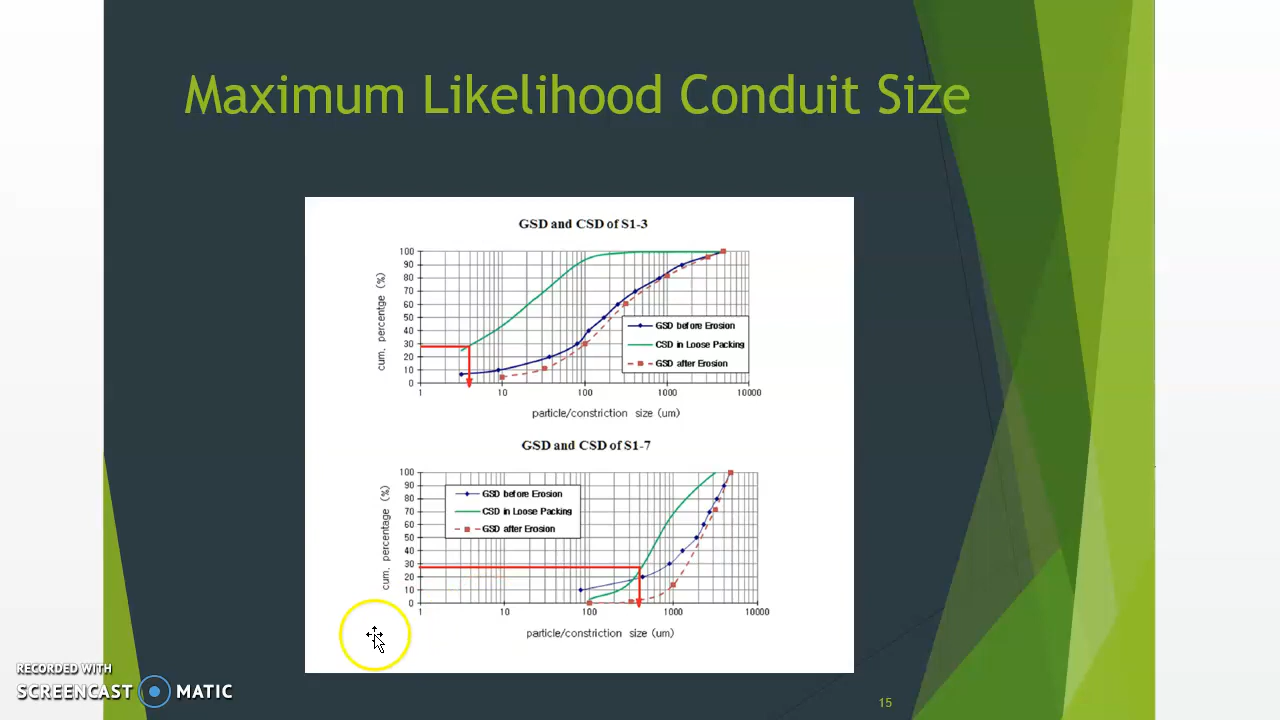 Maximum Likelihood Conduit Size
GSD and CSD of S1-3
cum. percentge (%)
100
90
80
70
60
50
40
30
20
10
0
GSD before Erosion
CSD in Loose Packing
GSD after Erosion
1 10 100 1000 10000
particle/constriction size (um)
GSD and CSD of S1-7
cum. percentage (%)
100
90
80
70
60
50
40
30
20
10
0
GSD before Erosion
CSD in Loose Packing
GSD after Erosion
1 10 100 1000 10000
particle/constriction size (um)
RECORDED WITH
SCREENCAST MATIC
15